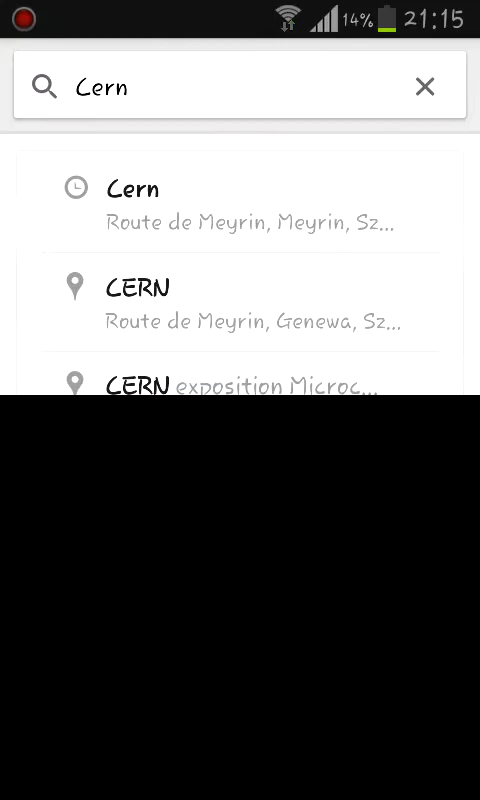 14% 21:15
Cern
Cern
Route de Meyrin, Meyrin, Sz...
CERN
Route de Meyrin, Genewa, Sz...
CERN exposition Microc...